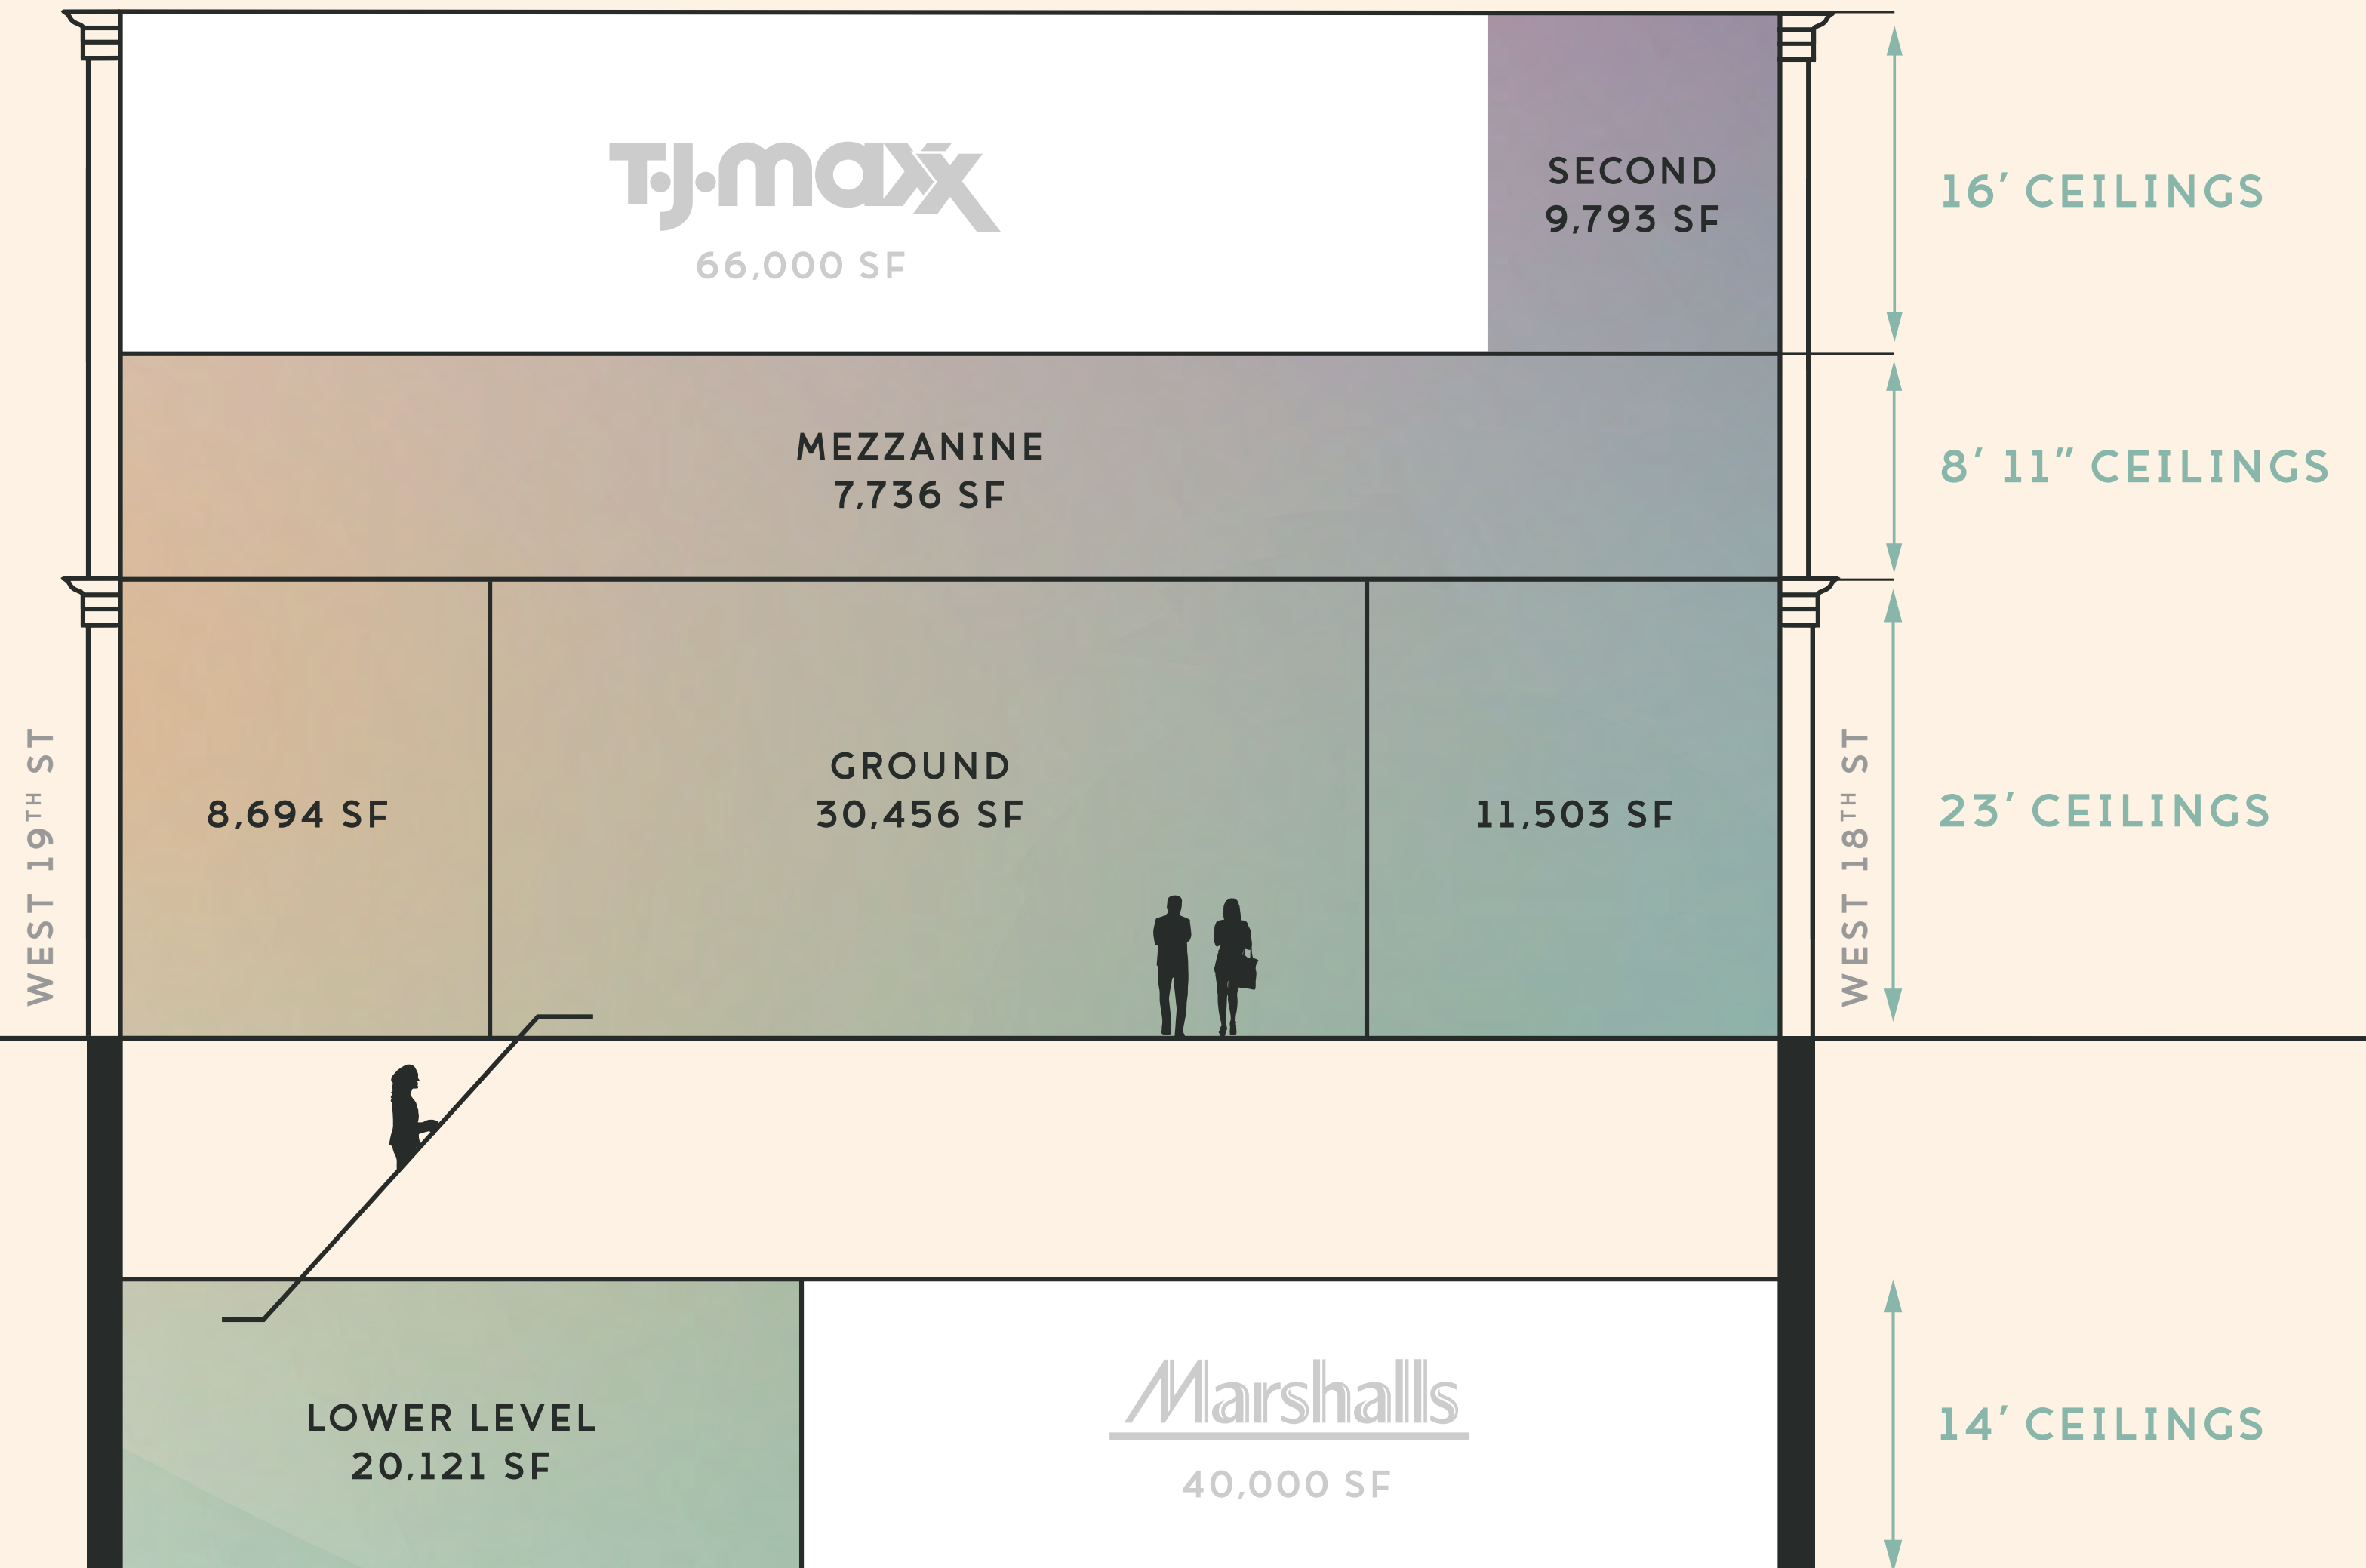 T·J·maxx
66,000 SF
SECOND
9,793 SF
16' CEILINGS
MEZZANINE
7,736 SF
8' 11" CEILINGS
WEST 19TH ST
8,694 SF
GROUND
30,456 SF
11,503 SF
WEST 18TH ST
23' CEILINGS
LOWER LEVEL
20,121 SF
Marshalls
40,000 SF
14' CEILINGS